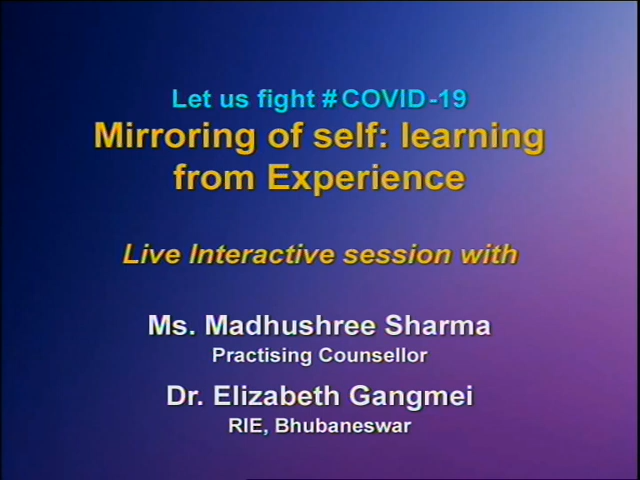 Let us fight #COVID-19
Mirroring of self: learning
from Experience
Live Interactive session with
Ms. Madhushree Sharma
Practising Counsellor
Dr. Elizabeth Gangmei
RIE, Bhubaneswar